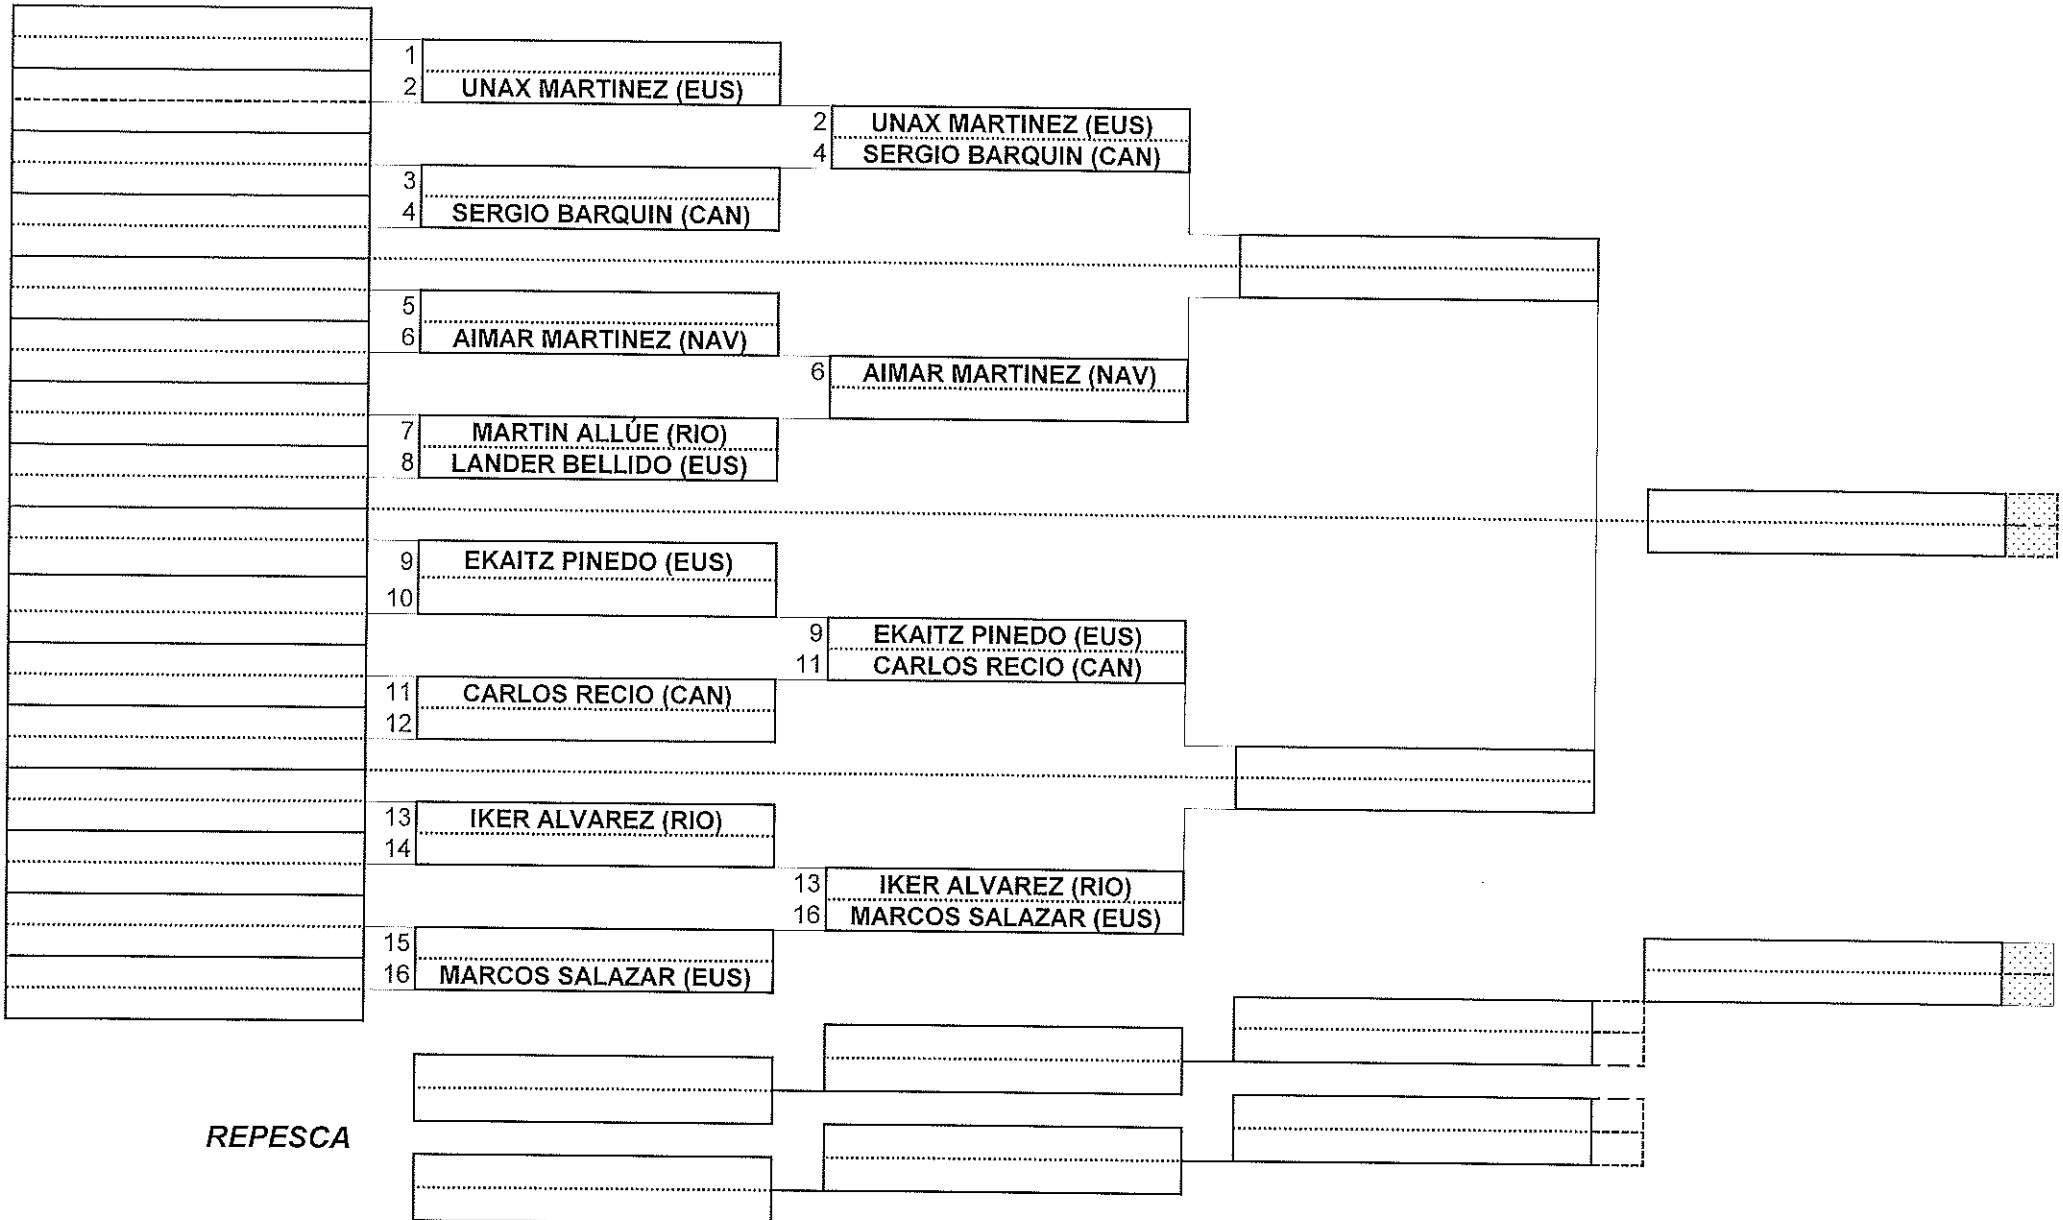 1
2 UNAX MARTINEZ (EUS)
2 UNAX MARTINEZ (EUS)
4 SERGIO BARQUIN (CAN)
3
4 SERGIO BARQUIN (CAN)
5
6 AIMAR MARTINEZ (NAV)
6 AIMAR MARTINEZ (NAV)
7 MARTIN ALLÚE (RIO)
8 LANDER BELLIDO (EUS)
9 EKAITZ PINEDO (EUS)
10
9 EKAITZ PINEDO (EUS)
11 CARLOS RECIO (CAN)
11 CARLOS RECIO (CAN)
12
13 IKER ALVAREZ (RIO)
14
13 IKER ALVAREZ (RIO)
16 MARCOS SALAZAR (EUS)
15
16 MARCOS SALAZAR (EUS)
REPESCA